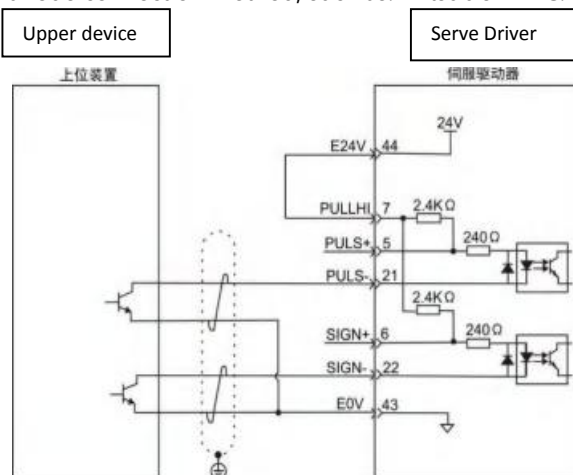 Upper device
Serve Driver
上位装置
伺服驱动器
24V
E24V 44
PULLHI 7 2.4KΩ
PULS+ 5 240Ω
PULS- 21
2.4KΩ
SIGN+ 6 240Ω
SIGN- 22
E0V 43